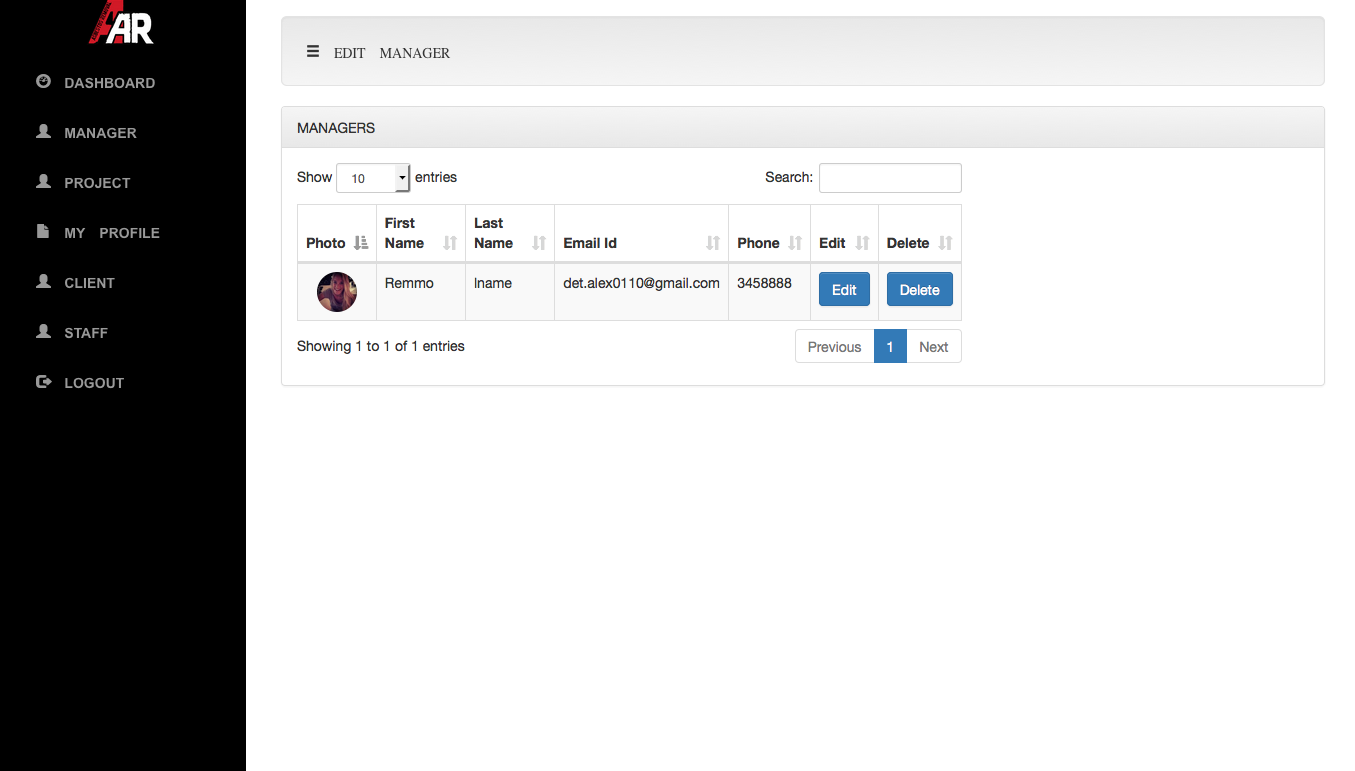 AR
DASHBOARD
MANAGER
PROJECT
MY PROFILE
CLIENT
STAFF
LOGOUT
EDIT MANAGER
MANAGERS
Show 10 entries
Search:
Photo First Name Last Name Email Id Phone Edit Delete
Remmo lname det.alex0110@gmail.com 3458888 Edit Delete
Showing 1 to 1 of 1 entries
Previous 1 Next